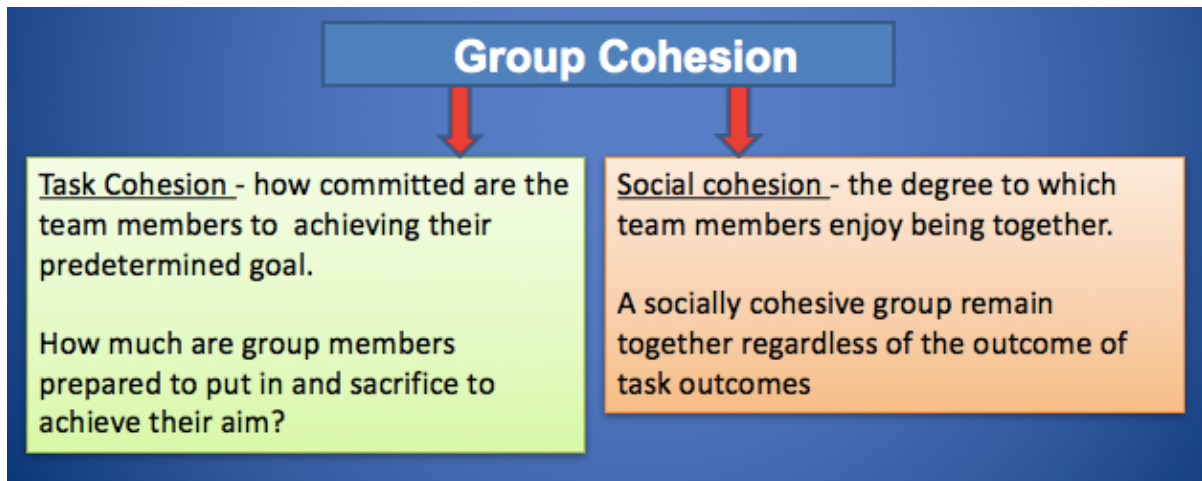 Group Cohesion
Task Cohesion - how committed are the
team members to  achieving their
predetermined goal.
How much are group members
prepared to put in and sacrifice to
achieve their aim?
Social cohesion - the degree to which
team members enjoy being together.
A socially cohesive group remain
together regardless of the outcome of
task outcomes